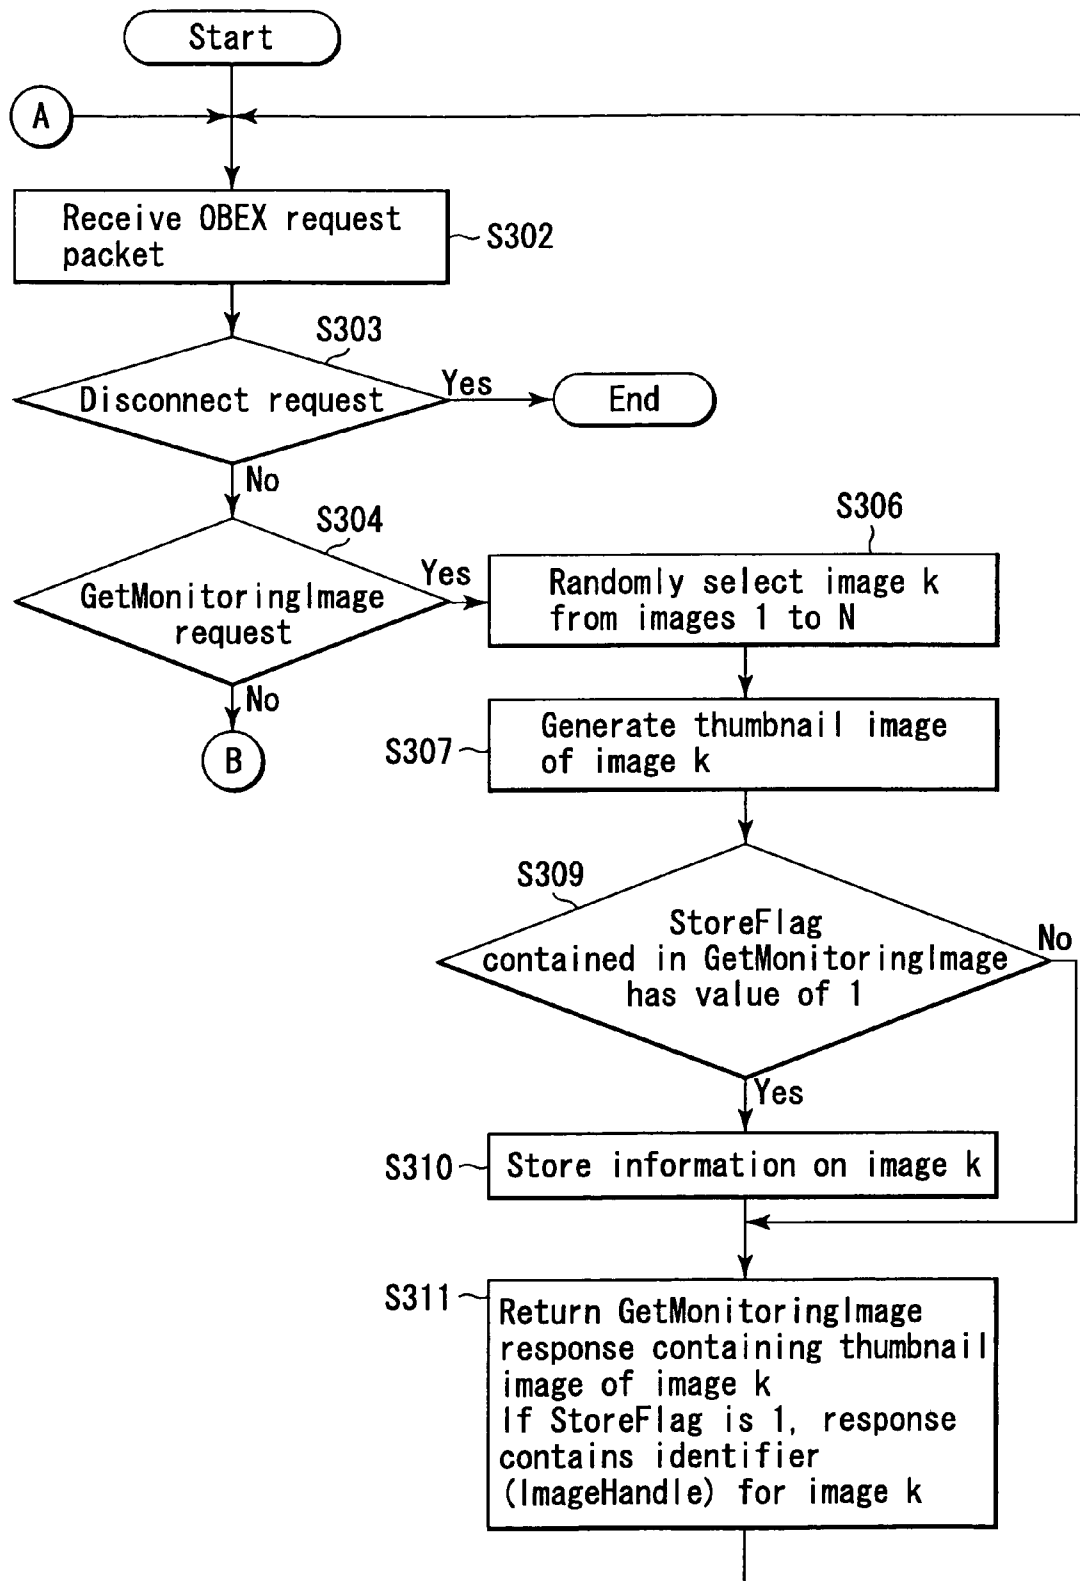 Start
A
Receive OBEX request
packet
S302
S303
Disconnect request
Yes
End
No
S304
S306
GetMonitoringImage
request
Yes
Randomly select image k
from images 1 to N
No
B
S307
Generate thumbnail image
of image k
S309
StoreFlag
contained in GetMonitoringImage
has value of 1
No
Yes
S310
Store information on image k
S311
Return GetMonitoringImage
response containing thumbnail
image of image k
If StoreFlag is 1, response
contains identifier
(ImageHandle) for image k